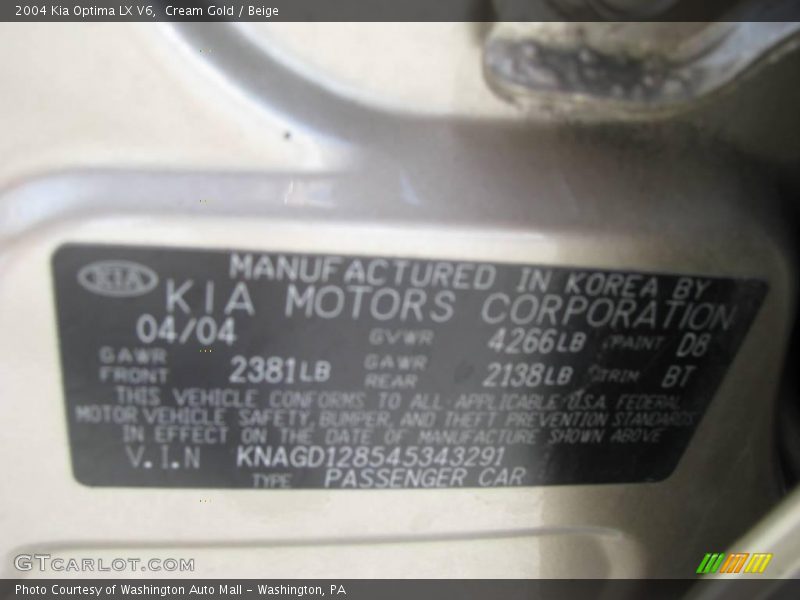 2004 Kia Optima LX V6,  Cream Gold / Beige
KIA
MANUFACTURED IN KOREA BY
KIA MOTORS CORPORATION
04/04 GVWR 4266LB PAINT D8
GAWR FRONT 2381LB GAWR REAR 2138LB TRIM BT
THIS VEHICLE CONFORMS TO ALL APPLICABLE U.S.A. FEDERAL
MOTOR VEHICLE SAFETY, BUMPER, AND THEFT PREVENTION STANDARDS
IN EFFECT ON THE DATE OF MANUFACTURE SHOWN ABOVE
V.I.N KNAGD128545343291
TYPE PASSENGER CAR
GTCARLOT.COM
Photo Courtesy of Washington Auto Mall - Washington, PA